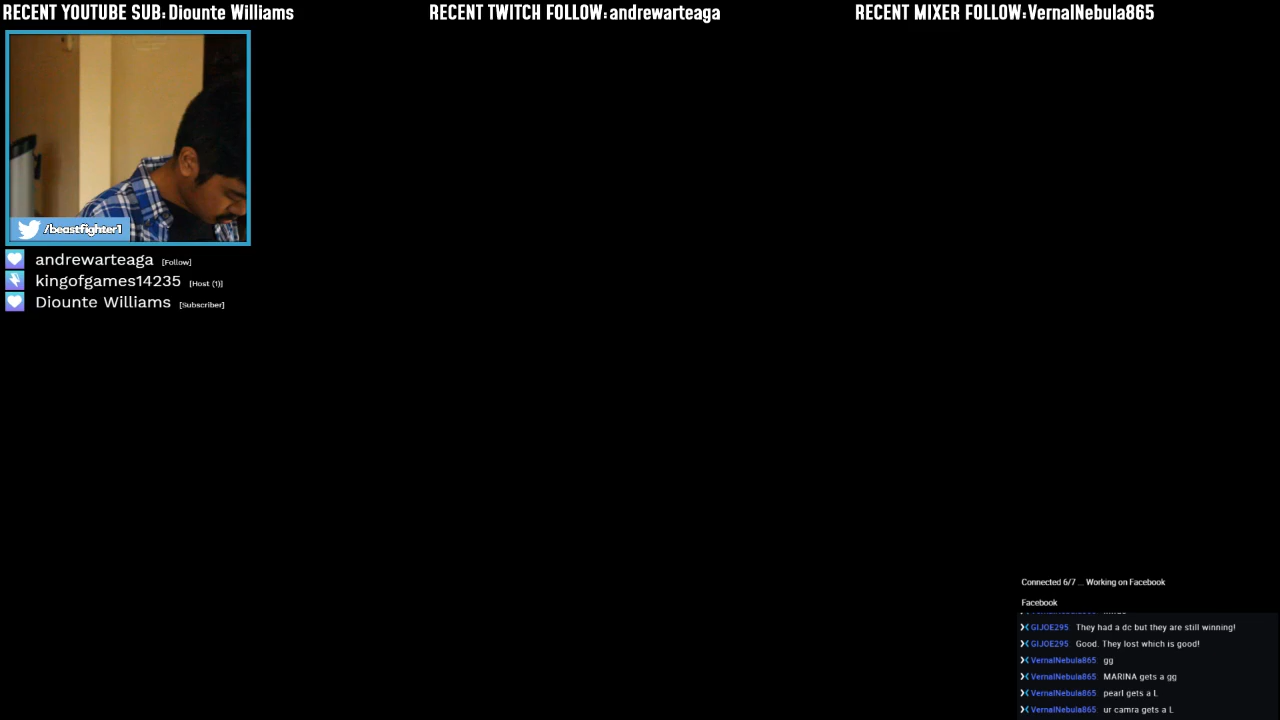 RECENT YOUTUBE SUB: Diounte Williams
RECENT TWITCH FOLLOW: andrewarteaga
RECENT MIXER FOLLOW: VernalNebula865
/beastfighter1
andrewarteaga [Follow]
kingofgames14235 [Host (1)]
Diounte Williams [Subscriber]
Connected 6/7 ... Working on Facebook
Facebook
GIJOE295 They had a dc but they are still winning!
GIJOE295 Good. They lost which is good!
VernalNebula865 gg
VernalNebula865 MARINA gets a gg
VernalNebula865 pearl gets a L
VernalNebula865 ur camra gets a L